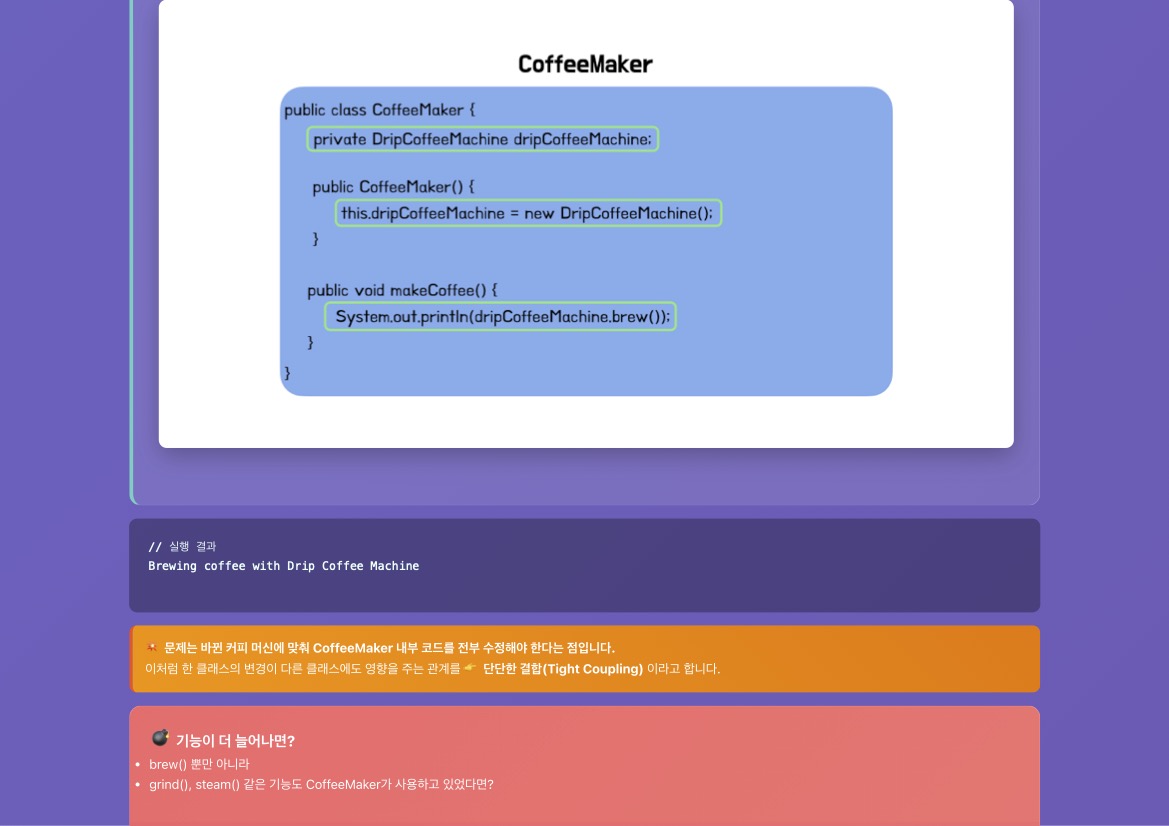 CoffeeMaker
public class CoffeeMaker {
private DripCoffeeMachine dripCoffeeMachine;
public CoffeeMaker() {
this.dripCoffeeMachine = new DripCoffeeMachine();
}
public void makeCoffee() {
System.out.println(dripCoffeeMachine.brew());
}
}
// 실행 결과
Brewing coffee with Drip Coffee Machine
문제는 바뀐 커피 머신에 맞춰 CoffeeMaker 내부 코드를 전부 수정해야 한다는 점입니다.
이처럼 한 클래스의 변경이 다른 클래스에도 영향을 주는 관계를 👉 단단한 결합(Tight Coupling) 이라고 합니다.
💣 기능이 더 늘어나면?
• brew() 뿐만 아니라
• grind(), steam() 같은 기능도 CoffeeMaker가 사용하고 있었다면?